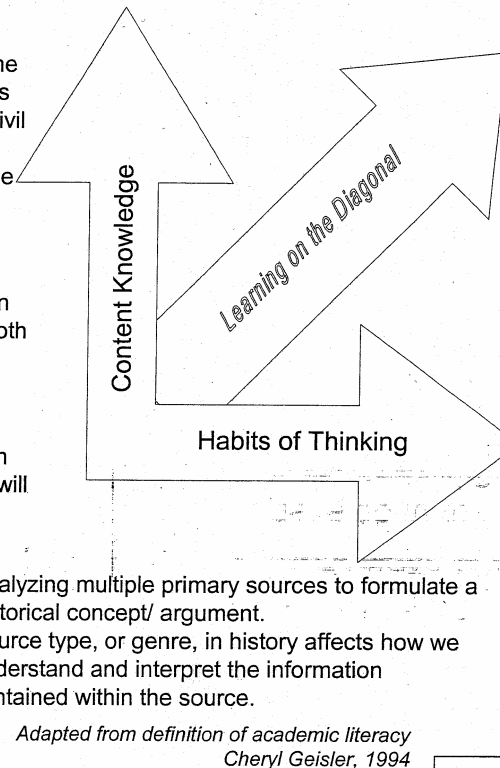 ne
s
ivil
e
Content Knowledge
Learning on the Diagonal
n
oth
Habits of Thinking
n
will
alyzing multiple primary sources to formulate a
torical concept/ argument.
urce type, or genre, in history affects how we
derstand and interpret the information
ntained within the source.
Adapted from definition of academic literacy
Cheryl Geisler, 1994